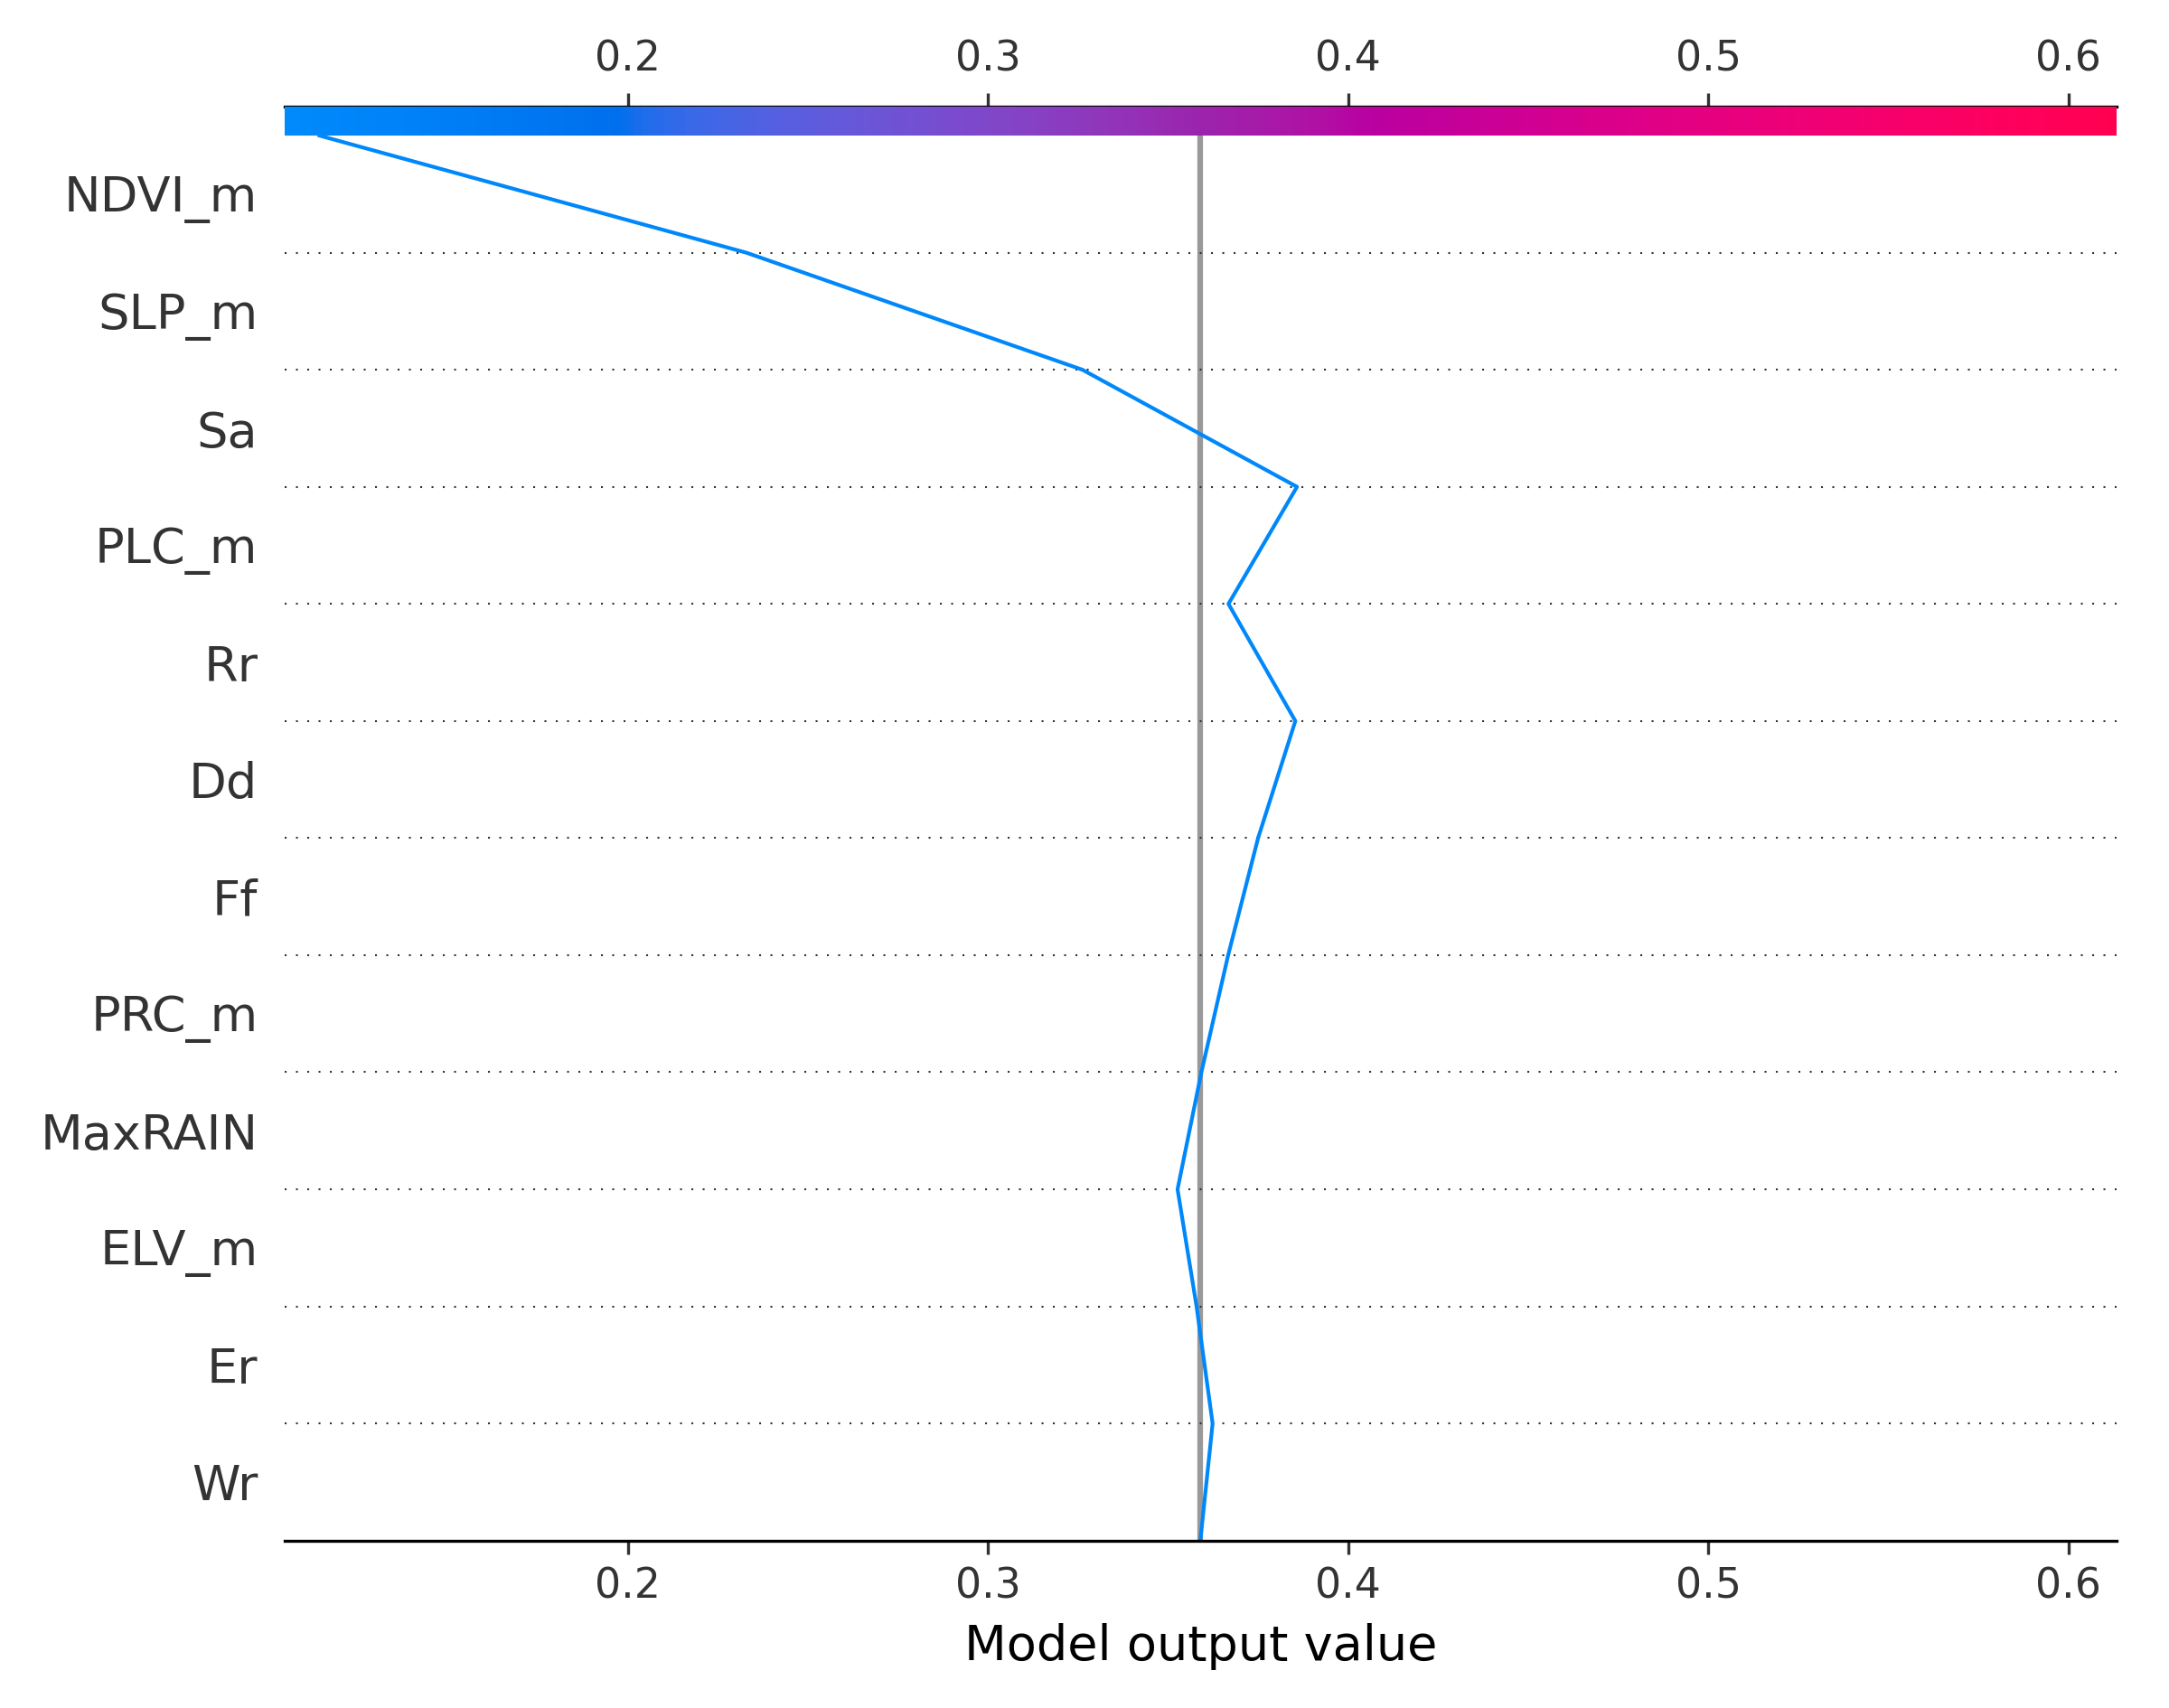 0.2 0.3 0.4 0.5 0.6
NDVI_m
SLP_m
Sa
PLC_m
Rr
Dd
Ff
PRC_m
MaxRAIN
ELV_m
Er
Wr
0.2 0.3 0.4 0.5 0.6
Model output value